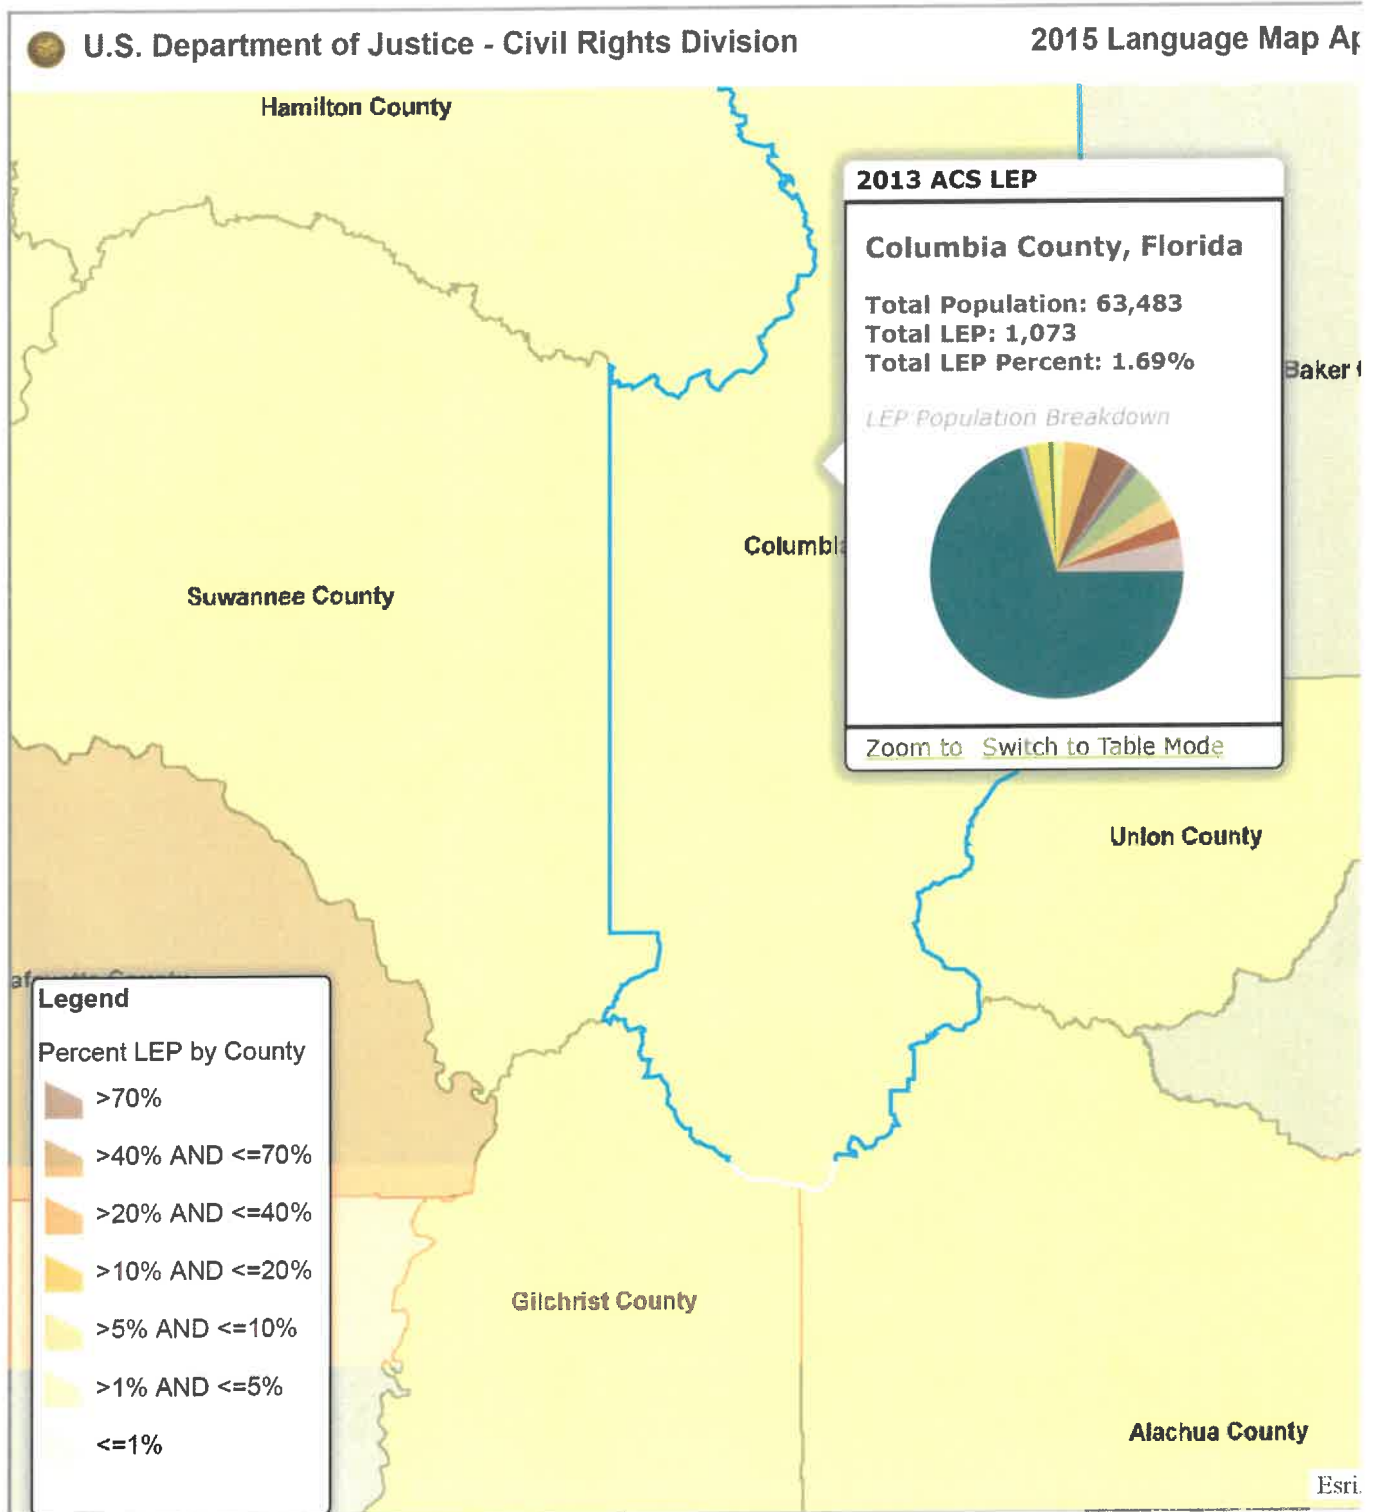 U.S. Department of Justice - Civil Rights Division
2015 Language Map Ap
Hamilton County
2013 ACS LEP
Columbia County, Florida
Total Population: 63,483
Total LEP: 1,073
Total LEP Percent: 1.69%
Baker
LEP Population Breakdown
Columbia
Suwannee County
Zoom to Switch to Table Mode
Union County
Legend
Percent LEP by County
>70%
>40% AND <=70%
>20% AND <=40%
>10% AND <=20%
>5% AND <=10%
>1% AND <=5%
<=1%
Gilchrist County
Alachua County
Esri.